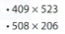 • 409 × 523
• 508 × 206